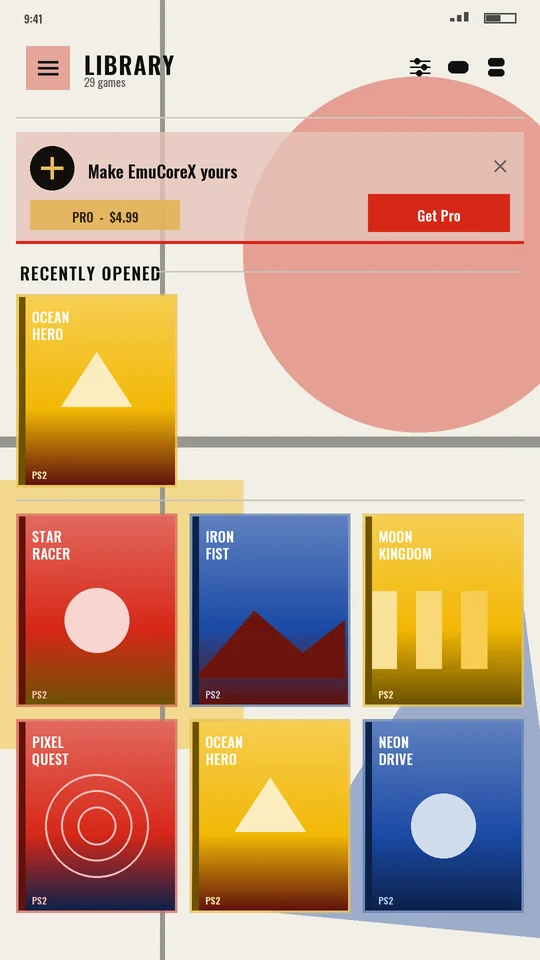 9:41
LIBRARY
29 games
Make EmuCoreX yours
PRO - $4.99
Get Pro
RECENTLY OPENED
OCEAN
HERO
PS2
STAR
RACER
PS2
IRON
FIST
PS2
MOON
KINGDOM
PS2
PIXEL
QUEST
PS2
OCEAN
HERO
PS2
NEON
DRIVE
PS2